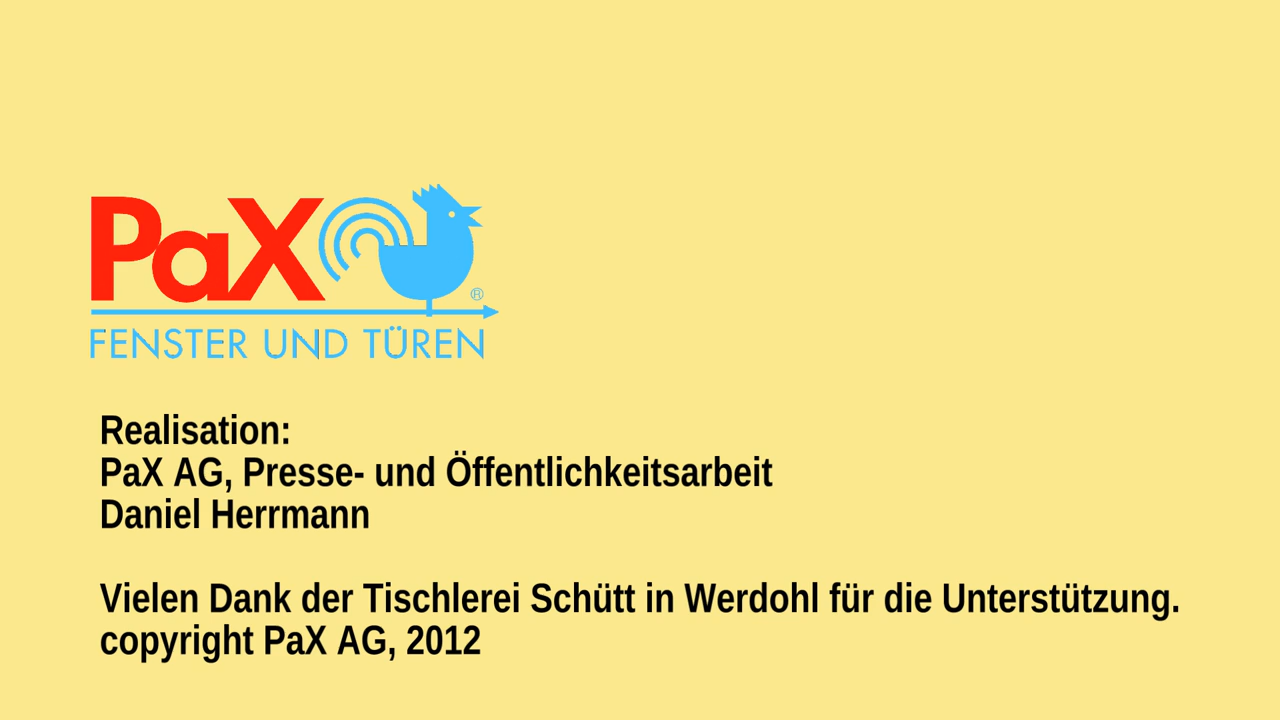 PaX
®
FENSTER UND TÜREN
Realisation:
PaX AG, Presse- und Öffentlichkeitsarbeit
Daniel Herrmann
Vielen Dank der Tischlerei Schütt in Werdohl für die Unterstützung.
copyright PaX AG, 2012